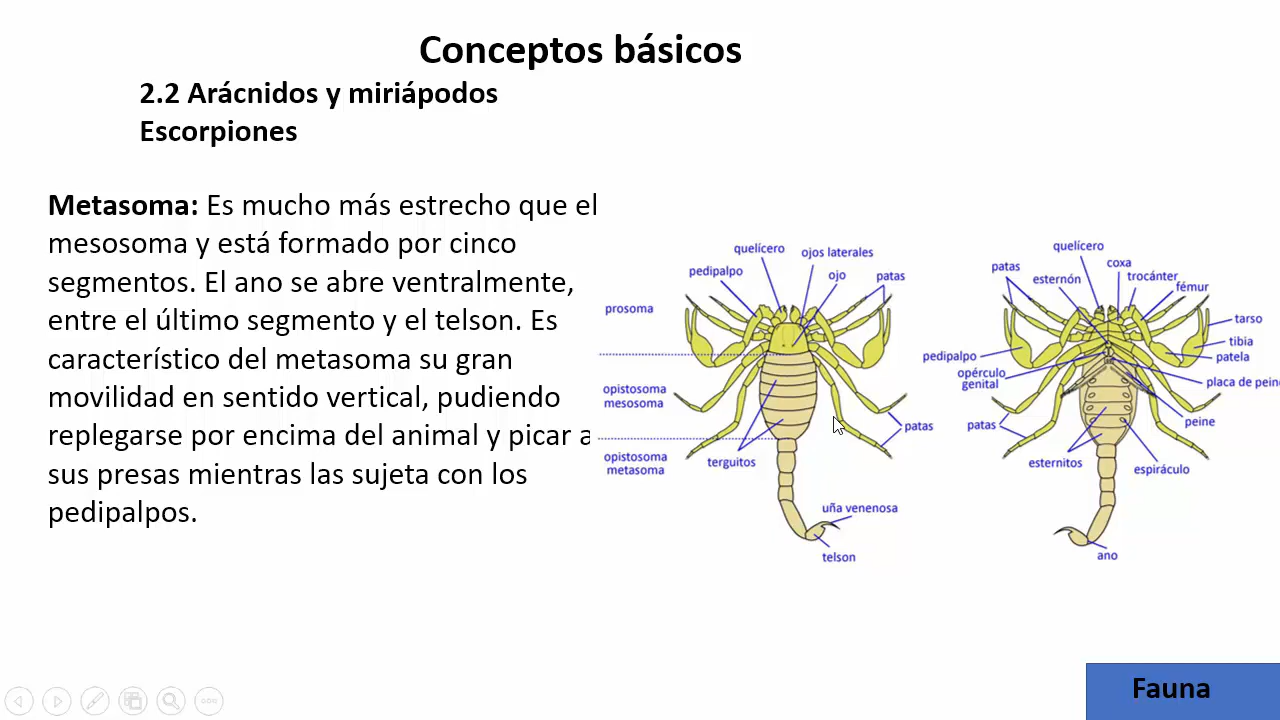 Conceptos básicos
2.2 Arácnidos y miriápodos
Escorpiones
Metasoma: Es mucho más estrecho que el
mesosoma y está formado por cinco
segmentos. El ano se abre ventralmente,
entre el último segmento y el telson. Es
característico del metasoma su gran
movilidad en sentido vertical, pudiendo
replegarse por encima del animal y picar a
sus presas mientras las sujeta con los
pedipalpos.
quelícero
ojos laterales
pedipalpo
ojo
patas
prosoma
opistosoma
mesosoma
patas
opistosoma
metasoma
terguitos
uña venenosa
telson
quelícero
patas
coxa
esternón
trocánter
fémur
tarso
tibia
pedipalpo
patela
opérculo
genital
placa de peine
patas
peine
esternitos
espiráculo
ano
Fauna